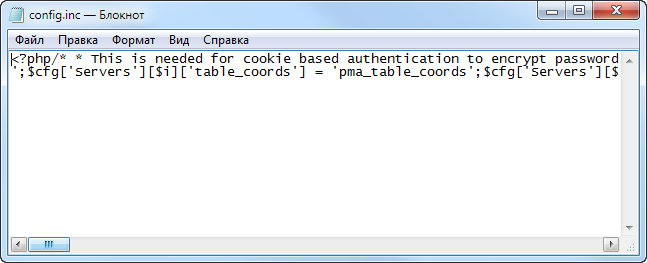 config.inc — Блокнот
Файл Правка Формат Вид Справка
<?php/* * This is needed for cookie based authentication to encrypt password
';$cfg['Servers'][$i]['table_coords'] = 'pma_table_coords';$cfg['Servers'][$